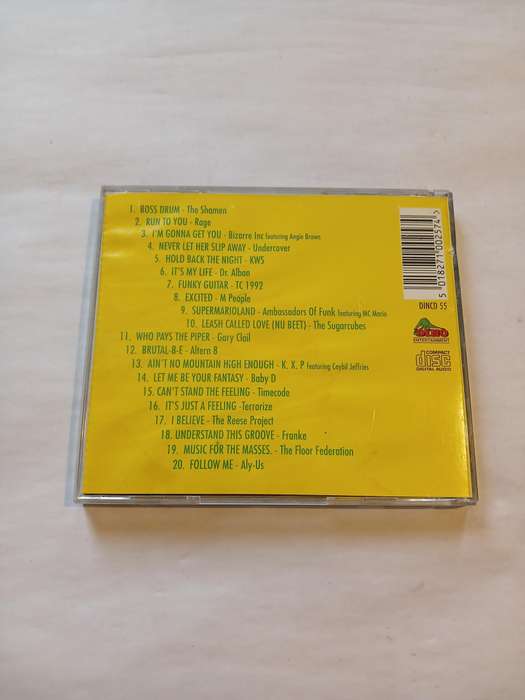 1. BOSS DRUM - The Shamen
2. RUN TO YOU - Rage
3. I'M GONNA GET YOU - Bizarre Inc featuring Angie Brown
4. NEVER LET HER SLIP AWAY - Undercover
5. HOLD BACK THE NIGHT - KWS
6. IT'S MY LIFE - Dr. Alban
7. FUNKY GUITAR - TC 1992
8. EXCITED - M People
9. SUPERMARIOLAND - Ambassadors Of Funk featuring MC Mario
10. LEASH CALLED LOVE (NU BEET) - The Sugarcubes
11. WHO PAYS THE PIPER - Gary Clail
12. BRUTAL-8-E - Altern 8
13. AIN'T NO MOUNTAIN HIGH ENOUGH - K. X. P featuring Ceybil Jeffries
14. LET ME BE YOUR FANTASY - Baby D
15. CAN'T STAND THE FEELING - Timecode
16. IT'S JUST A FEELING -Terrorize
17. I BELIEVE - The Reese Project
18. UNDERSTAND THIS GROOVE - Franke
19. MUSIC FOR THE MASSES. - The Floor Federation
20. FOLLOW ME - Aly-Us
5 018271 002574
DINCD 55
DINO
ENTERTAINMENT
COMPACT
disc
DIGITAL AUDIO